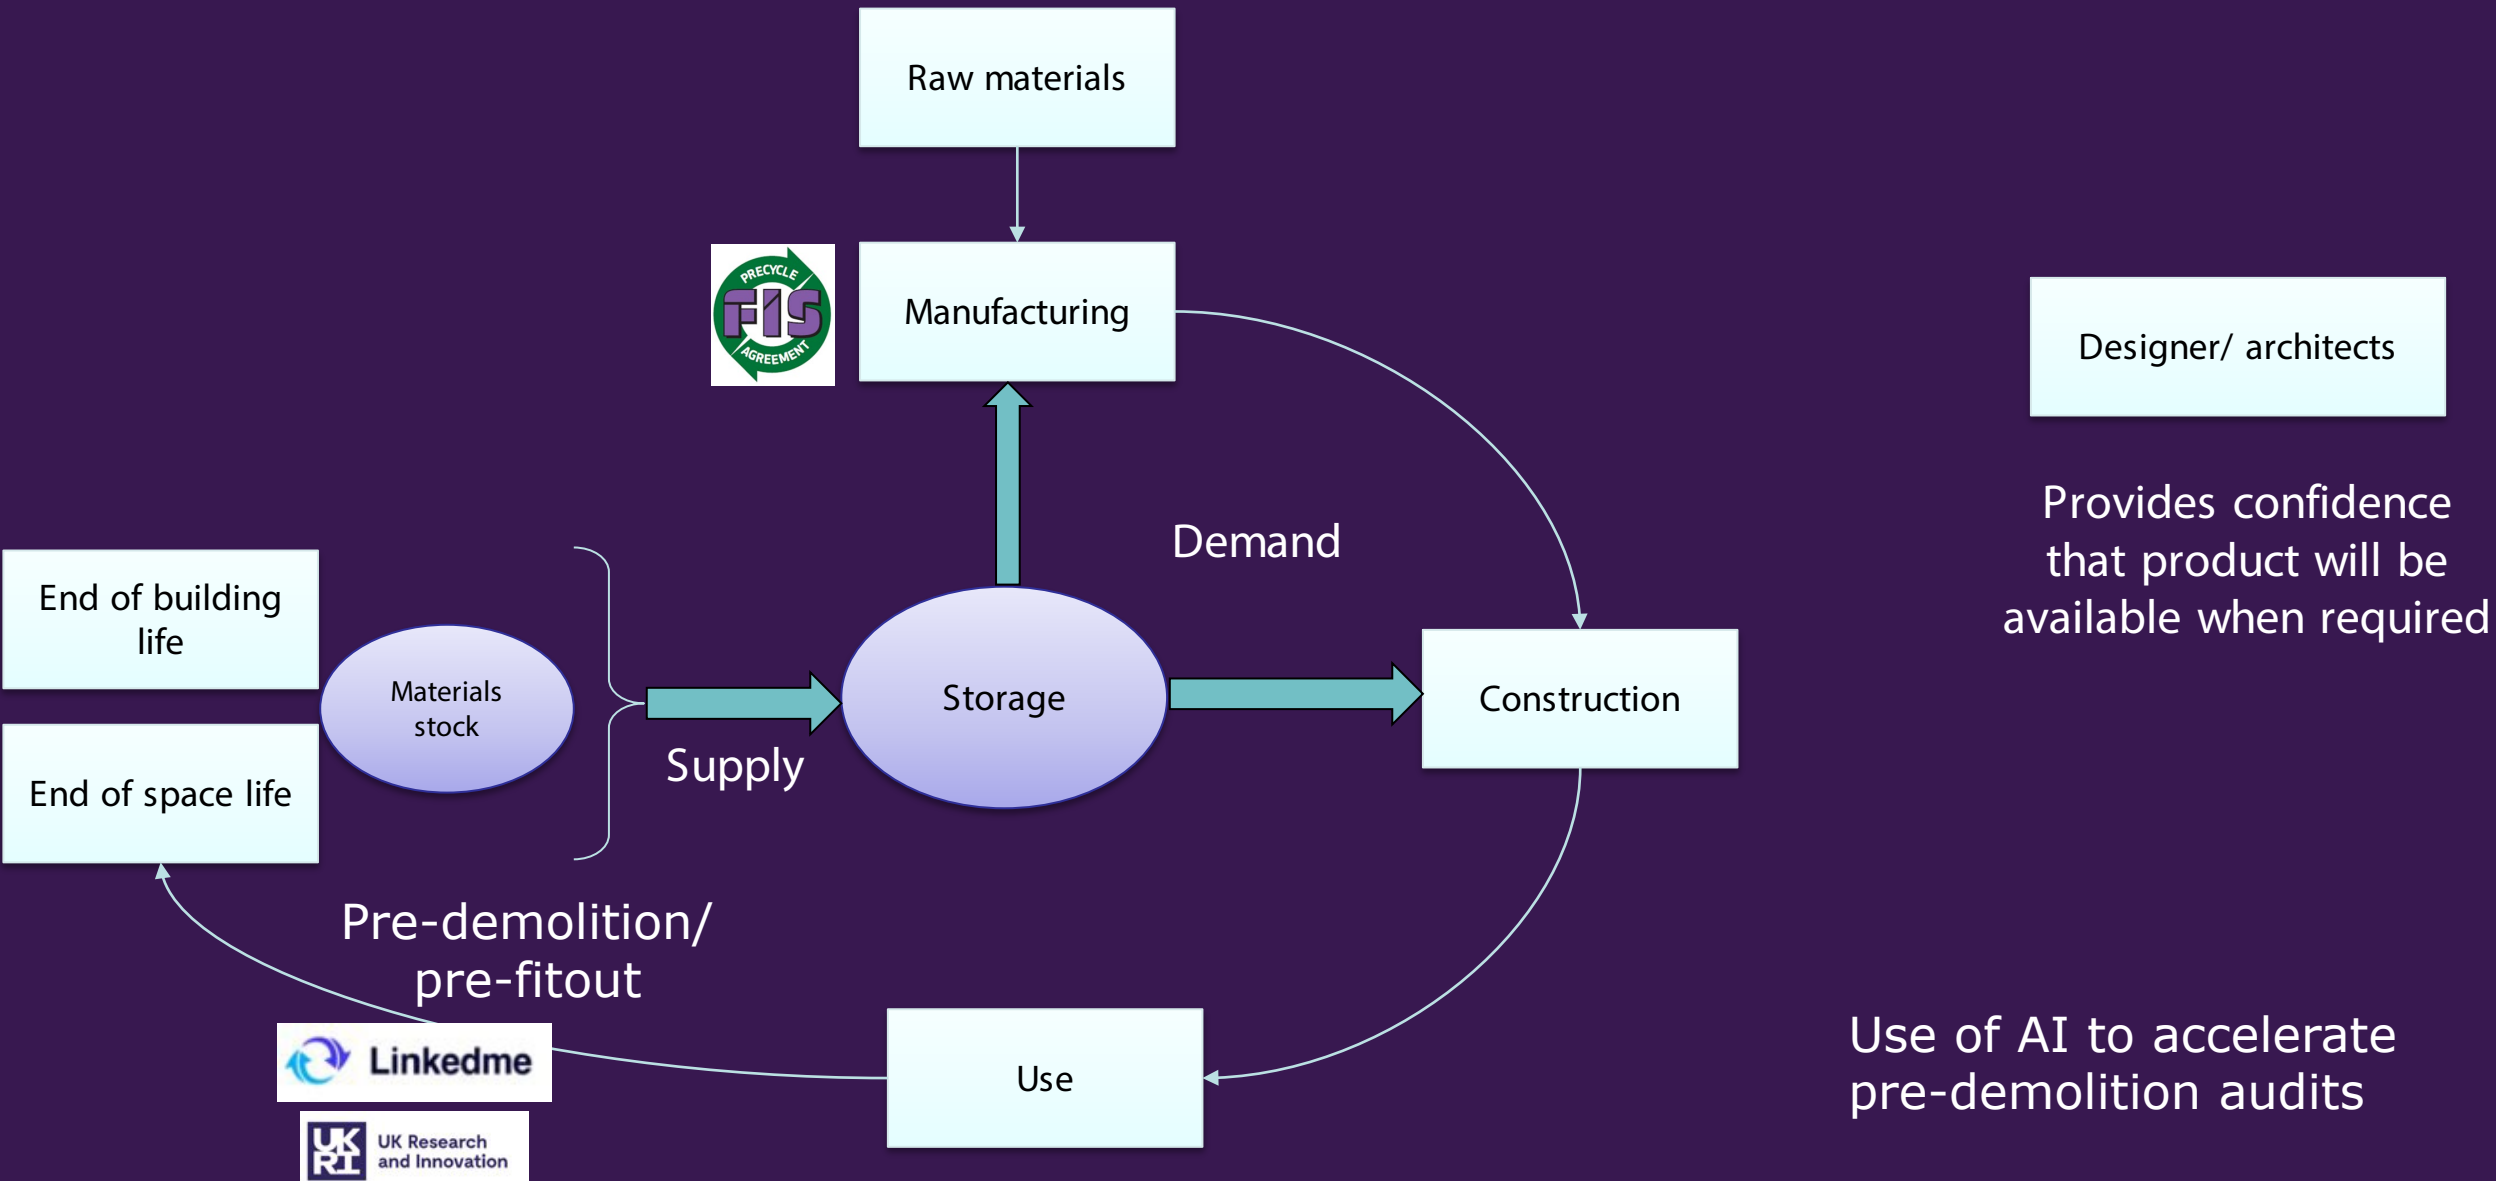 Raw materials
PRECYCLE
FIS
AGREEMENT
Manufacturing
Designer/ architects
Provides confidence
that product will be
available when required
Demand
End of building
life
Materials
stock
Supply
Storage
Construction
End of space life
Pre-demolition/
pre-fitout
Linkedme
UK
RI
UK Research
and Innovation
Use
Use of AI to accelerate
pre-demolition audits